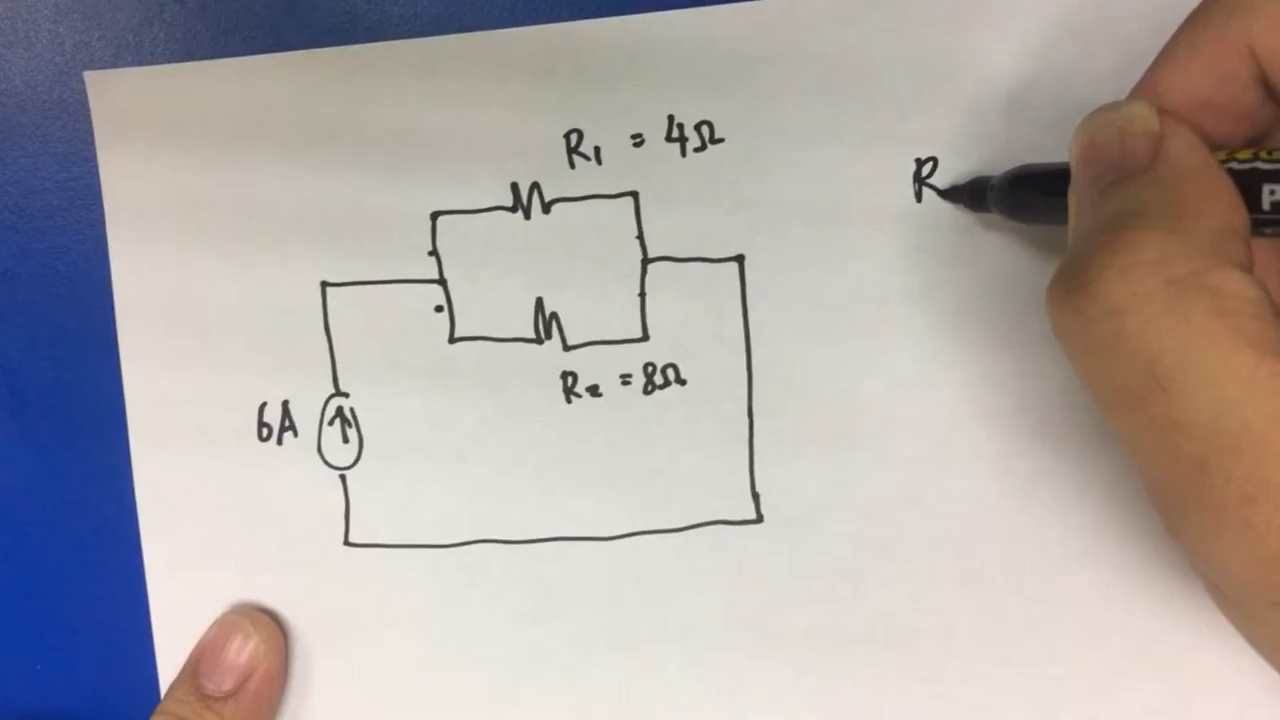 R₁ = 4Ω
R
R₂ = 8Ω
6A
P